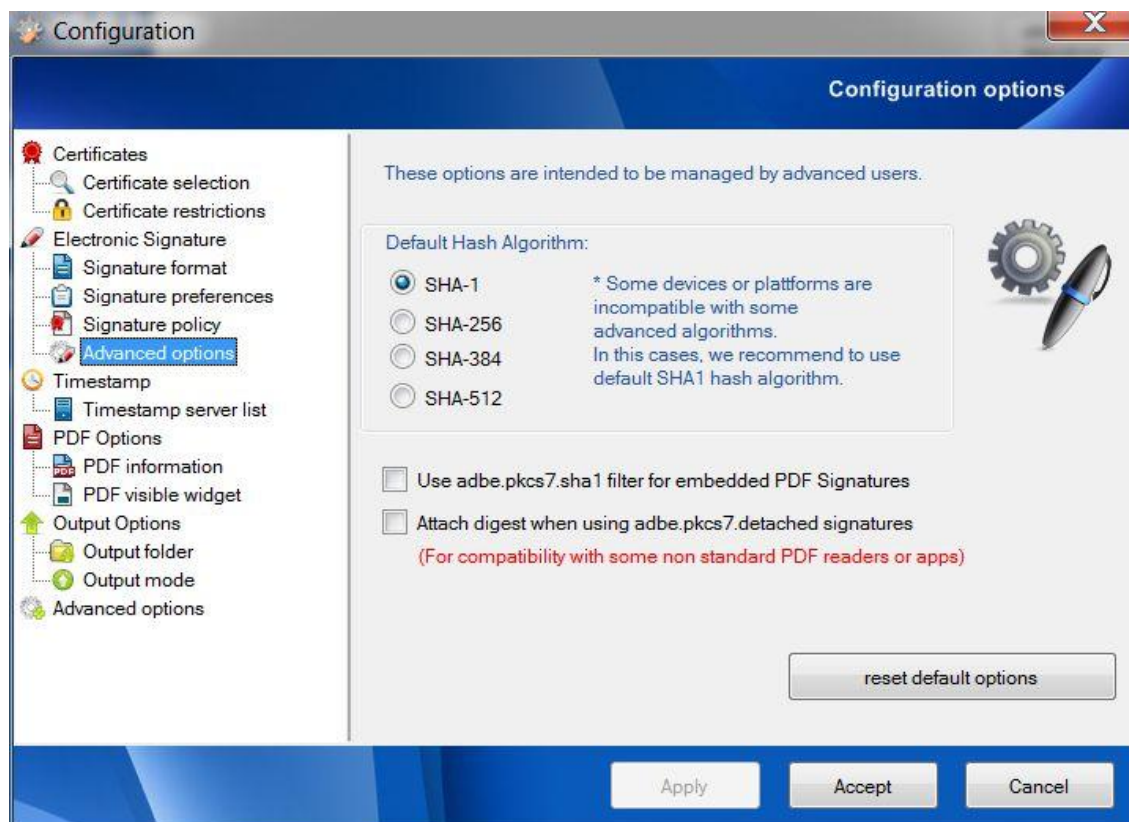 Configuration
Configuration options
Certificates
Certificate selection
Certificate restrictions
Electronic Signature
Signature format
Signature preferences
Signature policy
Advanced options
Timestamp
Timestamp server list
PDF Options
PDF information
PDF visible widget
Output Options
Output folder
Output mode
Advanced options
These options are intended to be managed by advanced users.
Default Hash Algorithm:
SHA-1
SHA-256
SHA-384
SHA-512
* Some devices or plattforms are
incompatible with some
advanced algorithms.
In this cases, we recommend to use
default SHA1 hash algorithm.
Use adbe.pkcs7.sha1 filter for embedded PDF Signatures
Attach digest when using adbe.pkcs7.detached signatures
(For compatibility with some non standard PDF readers or apps)
reset default options
Apply
Accept
Cancel